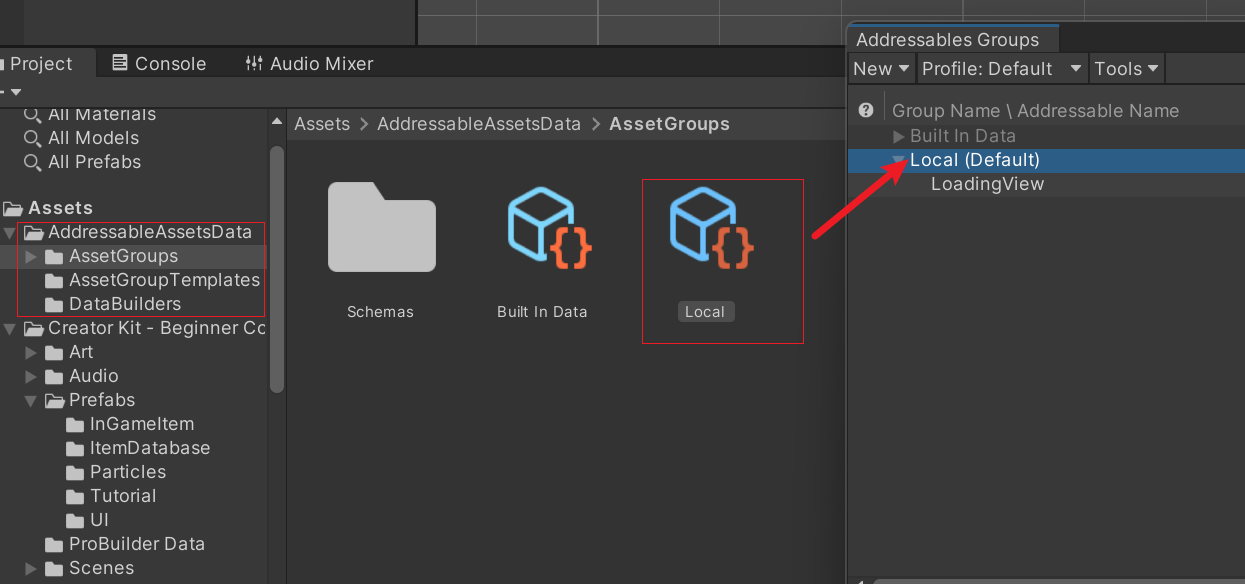 Project
Console
Audio Mixer
All Materials
All Models
All Prefabs
Assets
AddressableAssetsData
AssetGroups
AssetGroupTemplates
DataBuilders
Creator Kit - Beginner Co
Art
Audio
Prefabs
InGameItem
ItemDatabase
Particles
Tutorial
UI
ProBuilder Data
Scenes
Assets > AddressableAssetsData > AssetGroups
Schemas
Built In Data
Local
Addressables Groups
New Profile: Default Tools
Group Name \ Addressable Name
Built In Data
Local (Default)
LoadingView